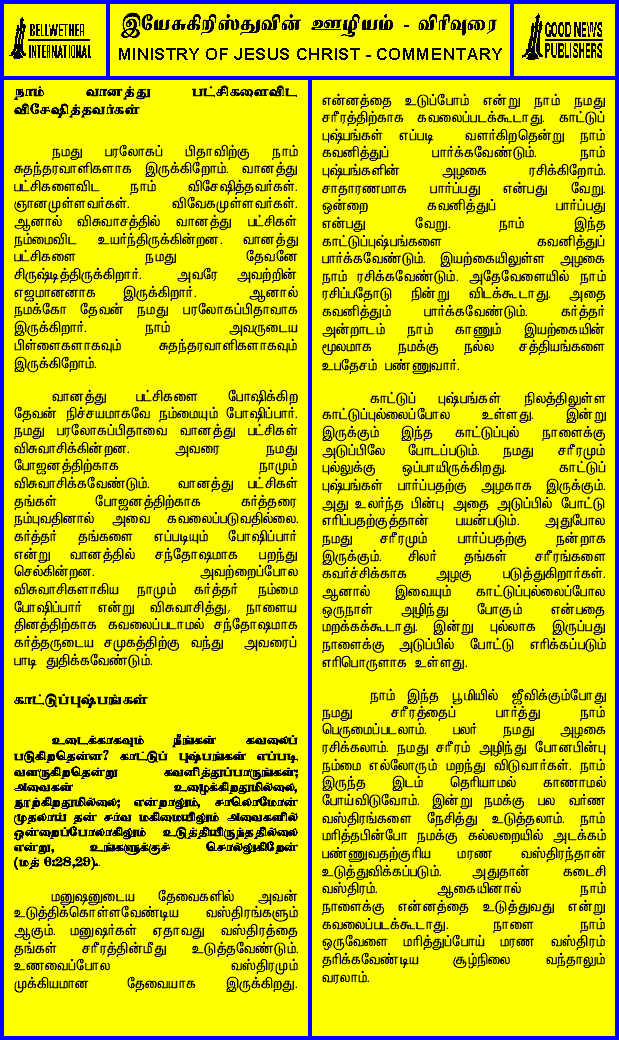 BELLWETHER
INTERNATIONAL
இயேசுகிறிஸ்துவின் ஊழியம் - விரிவுரை
MINISTRY OF JESUS CHRIST - COMMENTARY
GOOD NEWS
PUBLISHERS
நாம் வானத்து பட்சிகளைவிட
விசேஷித்தவர்கள்
நமது பரலோகப் பிதாவிற்கு நாம்
சுதந்தரவாளிகளாக இருக்கிறோம். வானத்து
பட்சிகளைவிட நாம் விசேஷித்தவர்கள்.
ஞானமுள்ளவர்கள். விவேகமுள்ளவர்கள்.
ஆனால் விசுவாசத்தில் வானத்து பட்சிகள்
நம்மைவிட உயர்ந்திருக்கின்றன. வானத்து
பட்சிகளை நமது தேவனே
சிருஷ்டித்திருக்கிறார். அவரே அவற்றின்
எஜமானனாக இருக்கிறார். ஆனால்
நமக்கோ தேவன் நமது பரலோகப்பிதாவாக
இருக்கிறார். நாம் அவருடைய
பிள்ளைகளாகவும் சுதந்தரவாளிகளாகவும்
இருக்கிறோம்.
வானத்து பட்சிகளை போஷிக்கிற
தேவன் நிச்சயமாகவே நம்மையும் போஷிப்பார்.
நமது பரலோகப்பிதாவை வானத்து பட்சிகள்
விசுவாசிக்கின்றன. அவரை நமது
போஜனத்திற்காக நாமும்
விசுவாசிக்கவேண்டும். வானத்து பட்சிகள்
தங்கள் போஜனத்திற்காக கர்த்தரை
நம்புவதினால் அவை கவலைப்படுவதில்லை.
கர்த்தர் தங்களை எப்படியும் போஷிப்பார்
என்று வானத்தில் சந்தோஷமாக பறந்து
செல்கின்றன. அவற்றைப்போல
விசுவாசிகளாகிய நாமும் கர்த்தர் நம்மை
போஷிப்பார் என்று விசுவாசித்து, நாளைய
தினத்திற்காக கவலைப்படாமல் சந்தோஷமாக
கர்த்தருடைய சமுகத்திற்கு வந்து அவரைப்
பாடி துதிக்கவேண்டும்.
காட்டுப்புஷ்பங்கள்
உடைக்காகவும் நீங்கள் கவலைப்
படுகிறதென்ன? காட்டுப் புஷ்பங்கள் எப்படி
வளருகிறதென்று கவனித்துப்பாருங்கள்;
அவைகள் உழைக்கிறதுமில்லை,
நூற்கிறதுமில்லை; என்றாலும், சாலொமோன்
முதலாய் தன் சர்வ மகிமையிலும் அவைகளில்
ஒன்றைப்போலாகிலும் உடுத்தியிருந்ததில்லை
என்று, உங்களுக்குச் சொல்லுகிறேன்
(மத் 6:28,29).
மனுஷனுடைய தேவைகளில் அவன்
உடுத்திக்கொள்ளவேண்டிய வஸ்திரங்களும்
ஆகும். மனுஷர்கள் ஏதாவது வஸ்திரத்தை
தங்கள் சரீரத்தின்மீது உடுத்தவேண்டும்.
உணவைப்போல வஸ்திரமும்
முக்கியமான தேவையாக இருக்கிறது.
என்னத்தை உடுப்போம் என்று நாம் நமது
சரீரத்திற்காக கவலைப்படக்கூடாது. காட்டுப்
புஷ்பங்கள் எப்படி வளர்கிறதென்று நாம்
கவனித்துப் பார்க்கவேண்டும். நாம்
புஷ்பங்களின் அழகை ரசிக்கிறோம்.
சாதாரணமாக பார்ப்பது என்பது வேறு.
ஒன்றை கவனித்துப் பார்ப்பது
என்பது வேறு. நாம் இந்த
காட்டுப்புஷ்பங்களை கவனித்துப்
பார்க்கவேண்டும். இயற்கையிலுள்ள அழகை
நாம் ரசிக்கவேண்டும். அதேவேளையில் நாம்
ரசிப்பதோடு நின்று விடக்கூடாது. அதை
கவனித்தும் பார்க்கவேண்டும். கர்த்தர்
அன்றாடம் நாம் காணும் இயற்கையின்
மூலமாக நமக்கு நல்ல சத்தியங்களை
உபதேசம் பண்ணுவார்.
காட்டுப் புஷ்பங்கள் நிலத்திலுள்ள
காட்டுப்புல்லைப்போல உள்ளது. இன்று
இருக்கும் இந்த காட்டுப்புல் நாளைக்கு
அடுப்பிலே போடப்படும். நமது சரீரமும்
புல்லுக்கு ஒப்பாயிருக்கிறது. காட்டுப்
புஷ்பங்கள் பார்ப்பதற்கு அழகாக இருக்கும்.
அது உலர்ந்த பின்பு அதை அடுப்பில் போட்டு
எரிப்பதற்குத்தான் பயன்படும். அதுபோல
நமது சரீரமும் பார்ப்பதற்கு நன்றாக
இருக்கும். சிலர் தங்கள் சரீரங்களை
கவர்ச்சிக்காக அழகு படுத்துகிறார்கள்.
ஆனால் இவையும் காட்டுப்புல்லைப்போல
ஒருநாள் அழிந்து போகும் என்பதை
மறக்கக்கூடாது. இன்று புல்லாக இருப்பது
நாளைக்கு அடுப்பில் போட்டு எரிக்கப்படும்
எரிபொருளாக உள்ளது.
நாம் இந்த பூமியில் ஜீவிக்கும்போது
நமது சரீரத்தைப் பார்த்து நாம்
பெருமைப்படலாம். பலர் நமது அழகை
ரசிக்கலாம். நமது சரீரம் அழிந்து போனபின்பு
நம்மை எல்லோரும் மறந்து விடுவார்கள். நாம்
இருந்த இடம் தெரியாமல் காணாமல்
போய்விடுவோம். இன்று நமக்கு பல வர்ண
வஸ்திரங்களை நேசித்து உடுத்தலாம். நாம்
மரித்தபின்போ நமக்கு கல்லறையில் அடக்கம்
பண்ணுவதற்குரிய மரண வஸ்திரந்தான்
உடுத்துவிக்கப்படும். அதுதான் கடைசி
வஸ்திரம். ஆகையினால் நாம்
நாளைக்கு என்னத்தை உடுத்துவது என்று
கவலைப்படக்கூடாது. நாளை நாம்
ஒருவேளை மரித்துப்போய் மரண வஸ்திரம்
தரிக்கவேண்டிய சூழ்நிலை வந்தாலும்
வரலாம்.